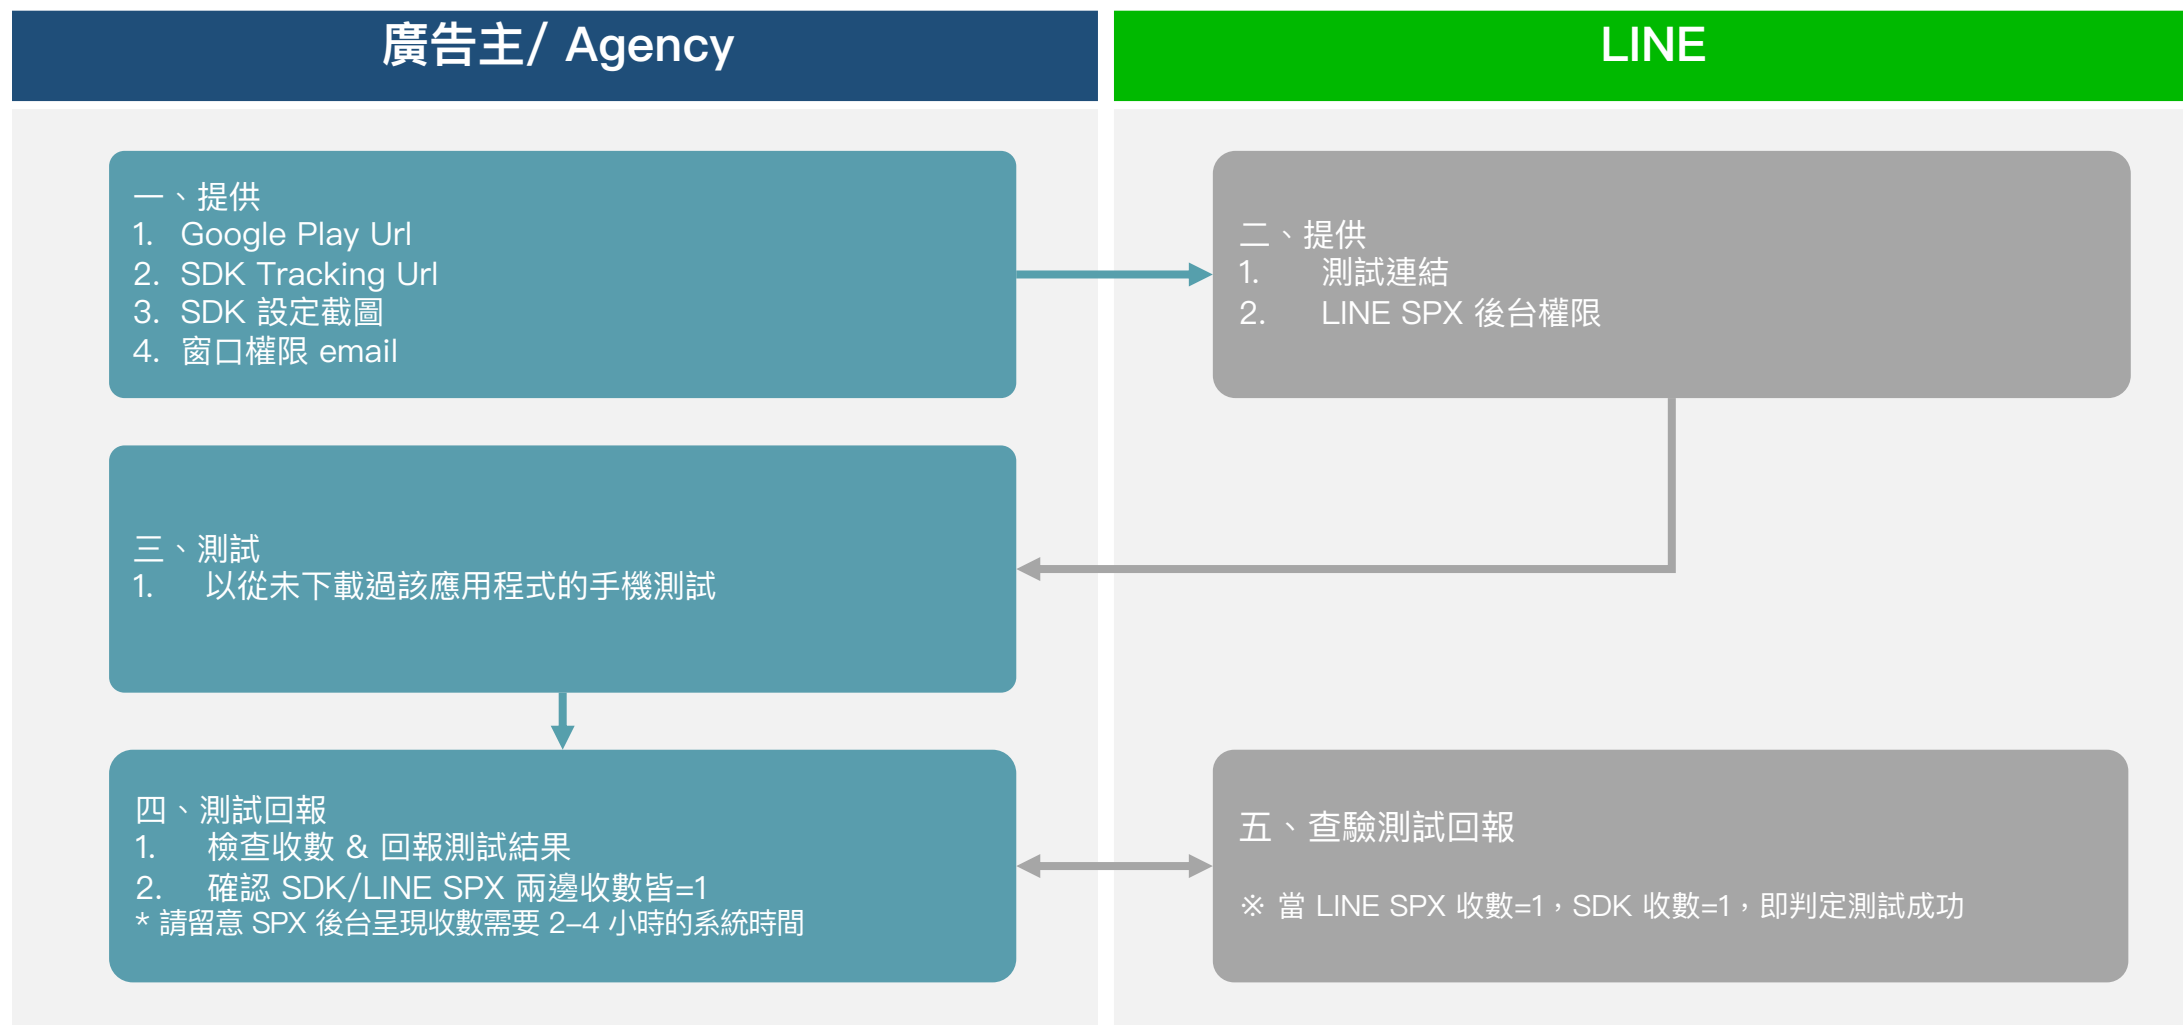 廣告主/ Agency
LINE
一、提供
1. Google Play Url
2. SDK Tracking Url
3. SDK 設定截圖
4. 窗口權限 email
二、提供
1. 測試連結
2. LINE SPX 後台權限
三、測試
1. 以從未下載過該應用程式的手機測試
四、測試回報
1. 檢查收數 & 回報測試結果
2. 確認 SDK/LINE SPX 兩邊收數皆=1
* 請留意 SPX 後台呈現收數需要 2-4 小時的系統時間
五、查驗測試回報
※ 當 LINE SPX 收數=1，SDK 收數=1，即判定測試成功